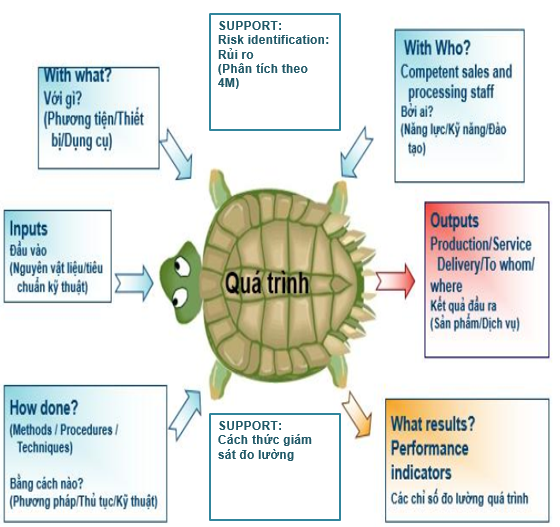 With what?
Với gì?
(Phương tiện/Thiết
bị/Dụng cụ)
SUPPORT:
Risk identification:
Rủi ro
(Phân tích theo
4M)
With Who?
Competent sales and
processing staff
Bởi ai?
(Năng lực/Kỹ năng/Đào
tạo)
Inputs
Đầu vào
(Nguyên vật liệu/tiêu
chuẩn kỹ thuật)
Quá trình
Outputs
Production/Service
Delivery/To whom/
where
Kết quả đầu ra
(Sản phẩm/Dịch vụ)
How done?
(Methods / Procedures /
Techniques)
Bằng cách nào?
(Phương pháp/Thủ tục/Kỹ thuật)
SUPPORT:
Cách thức giám
sát đo lường
What results?
Performance
indicators
Các chỉ số đo lường quá trình